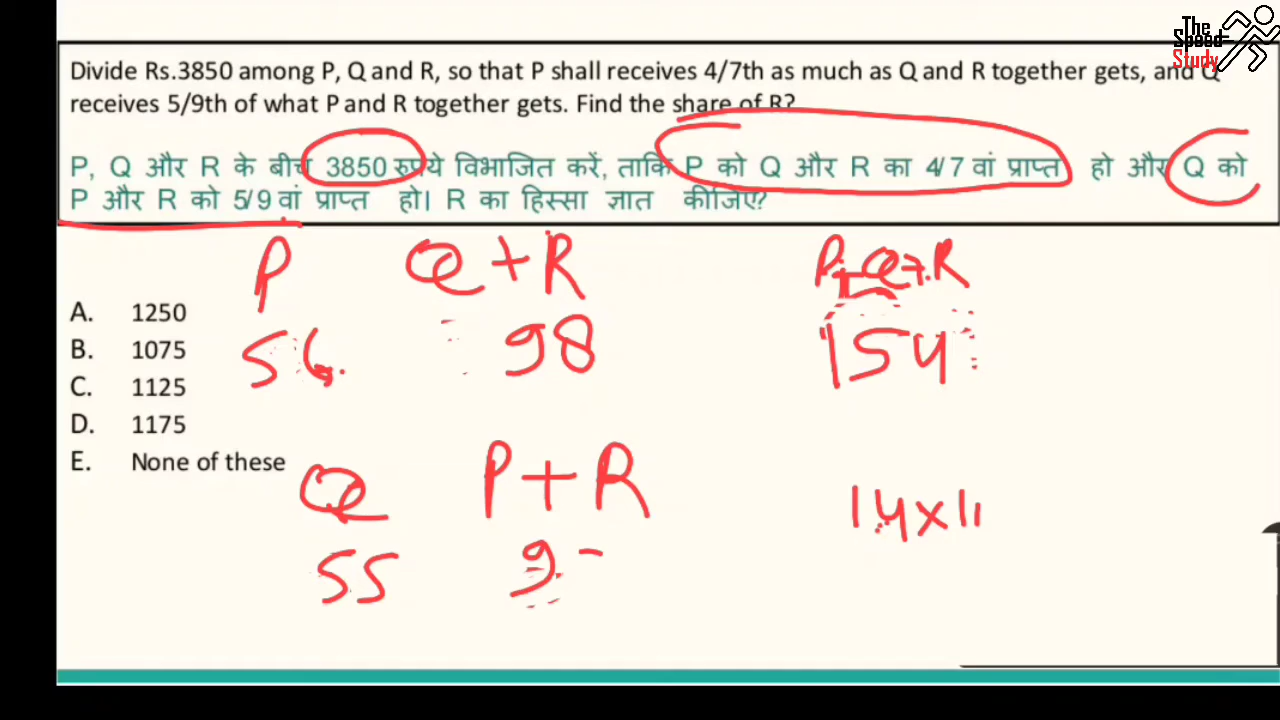 The
Speed
Study
Divide Rs.3850 among P, Q and R, so that P shall receives 4/7th as much as Q and R together gets, and Q
receives 5/9th of what P and R together gets. Find the share of R?
P, Q और R के बीच 3850 रुपये विभाजित करें, ताकि P को Q और R का 4/7 वां प्राप्त हो और Q को
P और R को 5/9 वां प्राप्त हो। R का हिस्सा ज्ञात कीजिए?
P Q + R P+Q+R
A. 1250
56 98 154
B. 1075
C. 1125
D. 1175
E. None of these
Q P + R
14x11
55 9